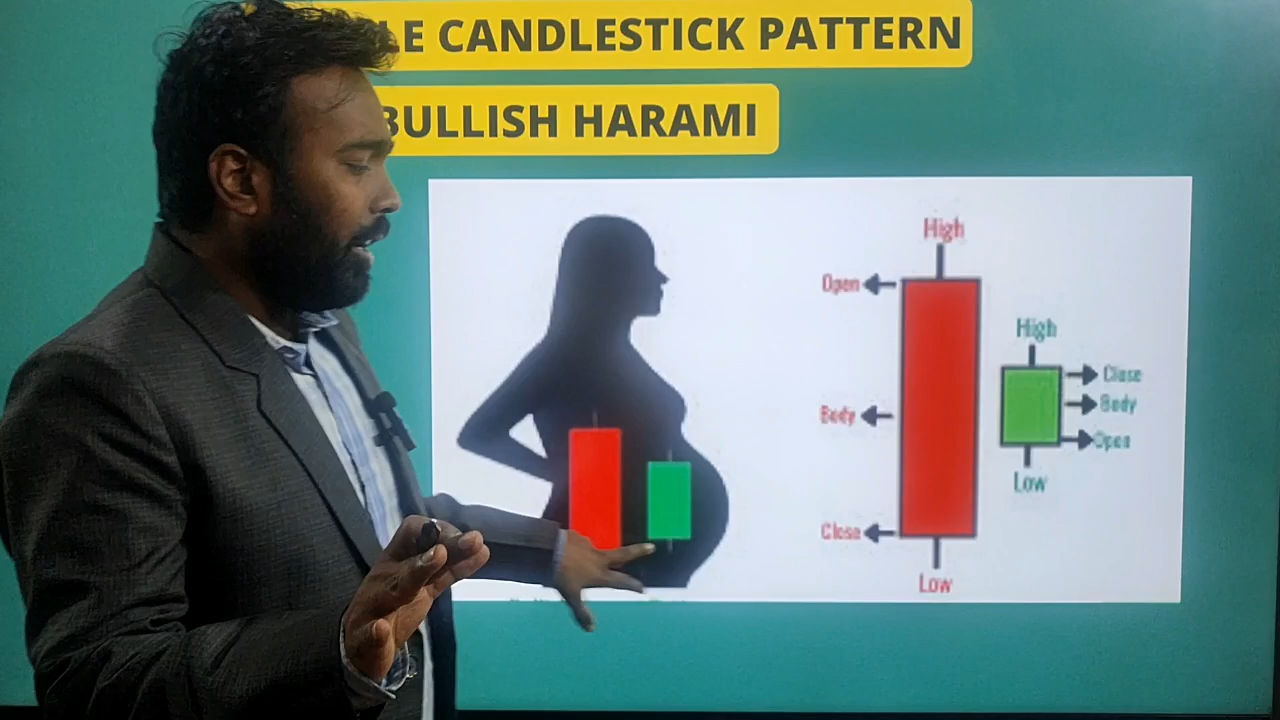 LE CANDLESTICK PATTERN
BULLISH HARAMI
High
Open
High
Close
Body
Body
Open
Low
Close
Low